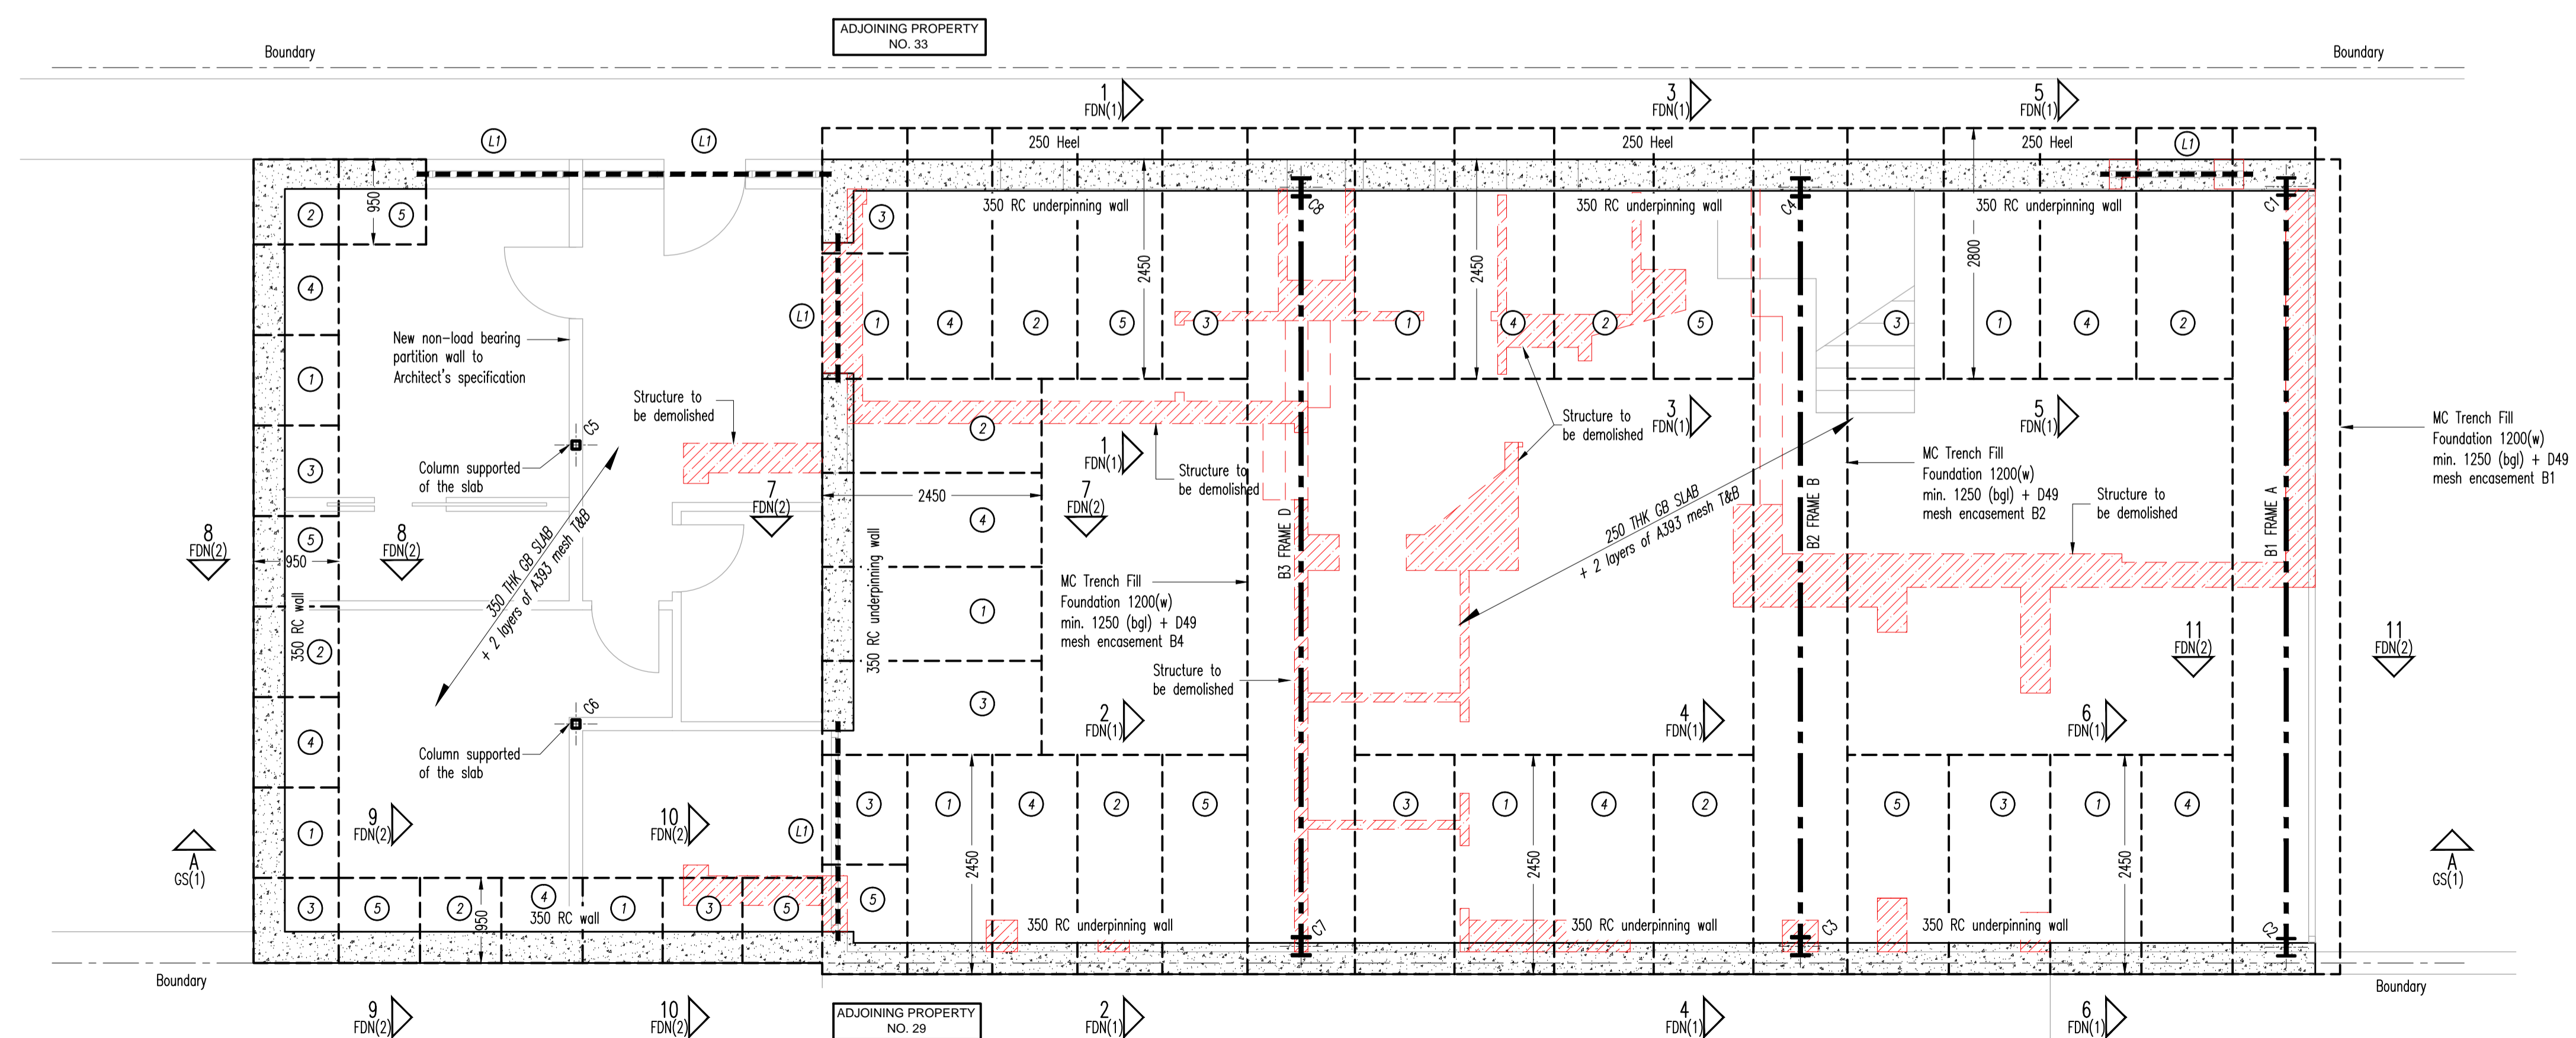 ADJOINING PROPERTY
NO. 33
Boundary
Boundary
1
FDN(1)
3
FDN(1)
5
FDN(1)
L1
L1
250 Heel
250 Heel
250 Heel
L1
2
950
5
3
350 RC underpinning wall
C8
350 RC underpinning wall
C4
350 RC underpinning wall
C1
4
2450
2450
2800
L1
1
4
2
5
3
1
4
2
5
3
1
4
2
New non-load bearing
partition wall to
Architect's specification
1
Structure to
be demolished
C5
2
Structure to
be demolished
3
FDN(1)
5
FDN(1)
MC Trench Fill
Foundation 1200(w)
min. 1250 (bgl) + D49
mesh encasement B1
3
Column supported
of the slab
1
FDN(1)
Structure to
be demolished
MC Trench Fill
Foundation 1200(w)
min. 1250 (bgl) + D49
mesh encasement B2
Structure to
be demolished
7
FDN(2)
2450
7
FDN(2)
4
250 THK GB SLAB
+ 2 layers of A393 mesh T&B
B3 FRAME D
B2 FRAME B
B1 FRAME A
8
FDN(2)
5
950
8
FDN(2)
350 THK GB SLAB
+ 2 layers of A393 mesh T&B
350 RC wall
2
350 RC underpinning wall
1
MC Trench Fill
Foundation 1200(w)
min. 1250 (bgl) + D49
mesh encasement B4
Structure to
be demolished
11
FDN(2)
11
FDN(2)
4
C6
Column supported
of the slab
3
2
FDN(1)
4
FDN(1)
6
FDN(1)
1
9
FDN(2)
10
FDN(2)
L1
3
1
4
2
5
3
1
4
2
5
3
1
4
A
GS(1)
2450
2450
2450
A
GS(1)
3
5
2
950
4
350 RC wall
1
3
5
5
350 RC underpinning wall
C7
350 RC underpinning wall
C3
350 RC underpinning wall
C2
Boundary
Boundary
9
FDN(2)
10
FDN(2)
ADJOINING PROPERTY
NO. 29
2
FDN(1)
4
FDN(1)
6
FDN(1)